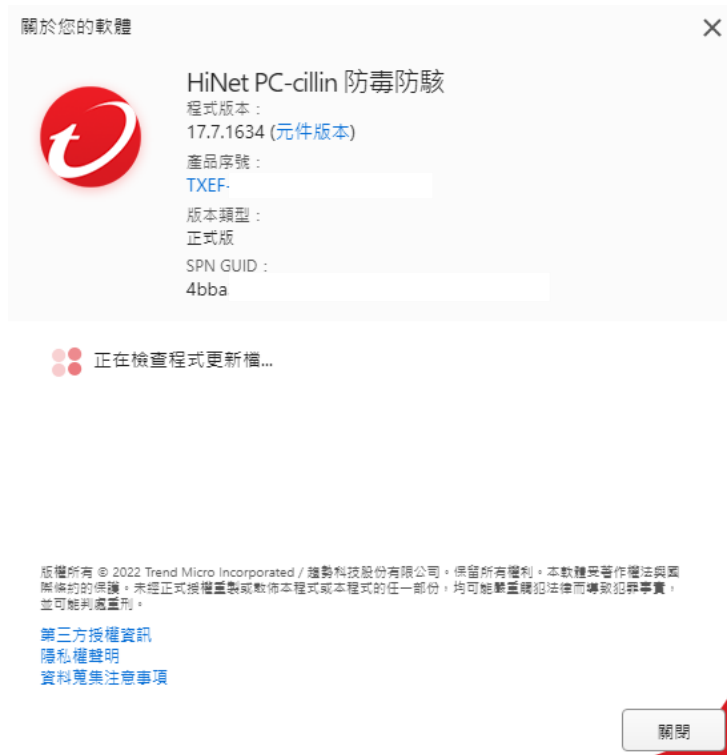 關於您的軟體
HiNet PC-cillin 防毒防駭
程式版本：
17.7.1634 (元件版本)
產品序號：
TXEF-
版本類型：
正式版
SPN GUID：
4bba
正在檢查程式更新檔...
版權所有 © 2022 Trend Micro Incorporated / 趨勢科技股份有限公司。保留所有權利。本軟體受著作權法與國
際條約的保護。未經正式授權重製或散佈本程式或本程式的任一部份，均可能嚴重觸犯法律而導致犯罪事實，
並可能判處重刑。
第三方授權資訊
隱私權聲明
資料蒐集注意事項
關閉